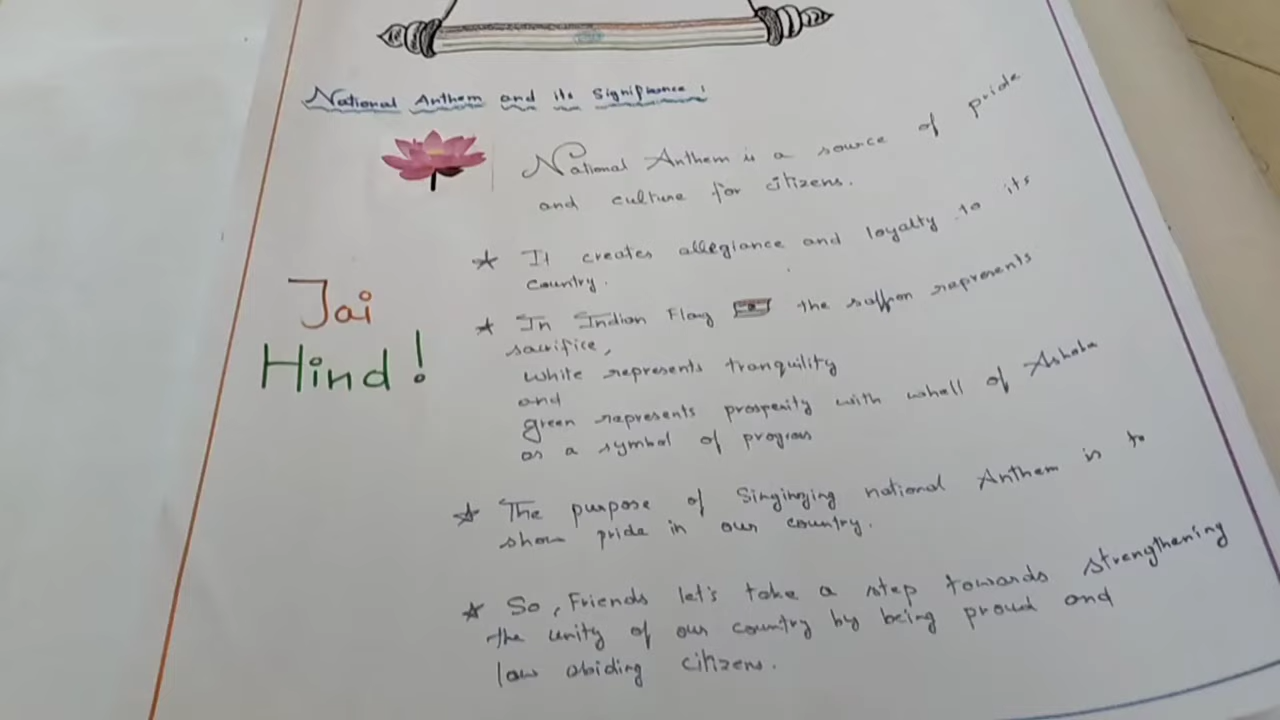 National Anthem and its Significance :
National Anthem is a source of pride
and culture for citizens.
★ It creates allegiance and loyalty to its
country.
Jai
Hind !
★ In Indian Flag the saffron represents
sacrifice,
white represents tranquility
and
green represents prosperity with whell of Ashoka
as a symbol of progress
★ The purpose of Singinging national Anthem is to
show pride in our country.
★ So, Friends let's take a step towards strengthening
the unity of our country by being proud and
law abiding citizens.